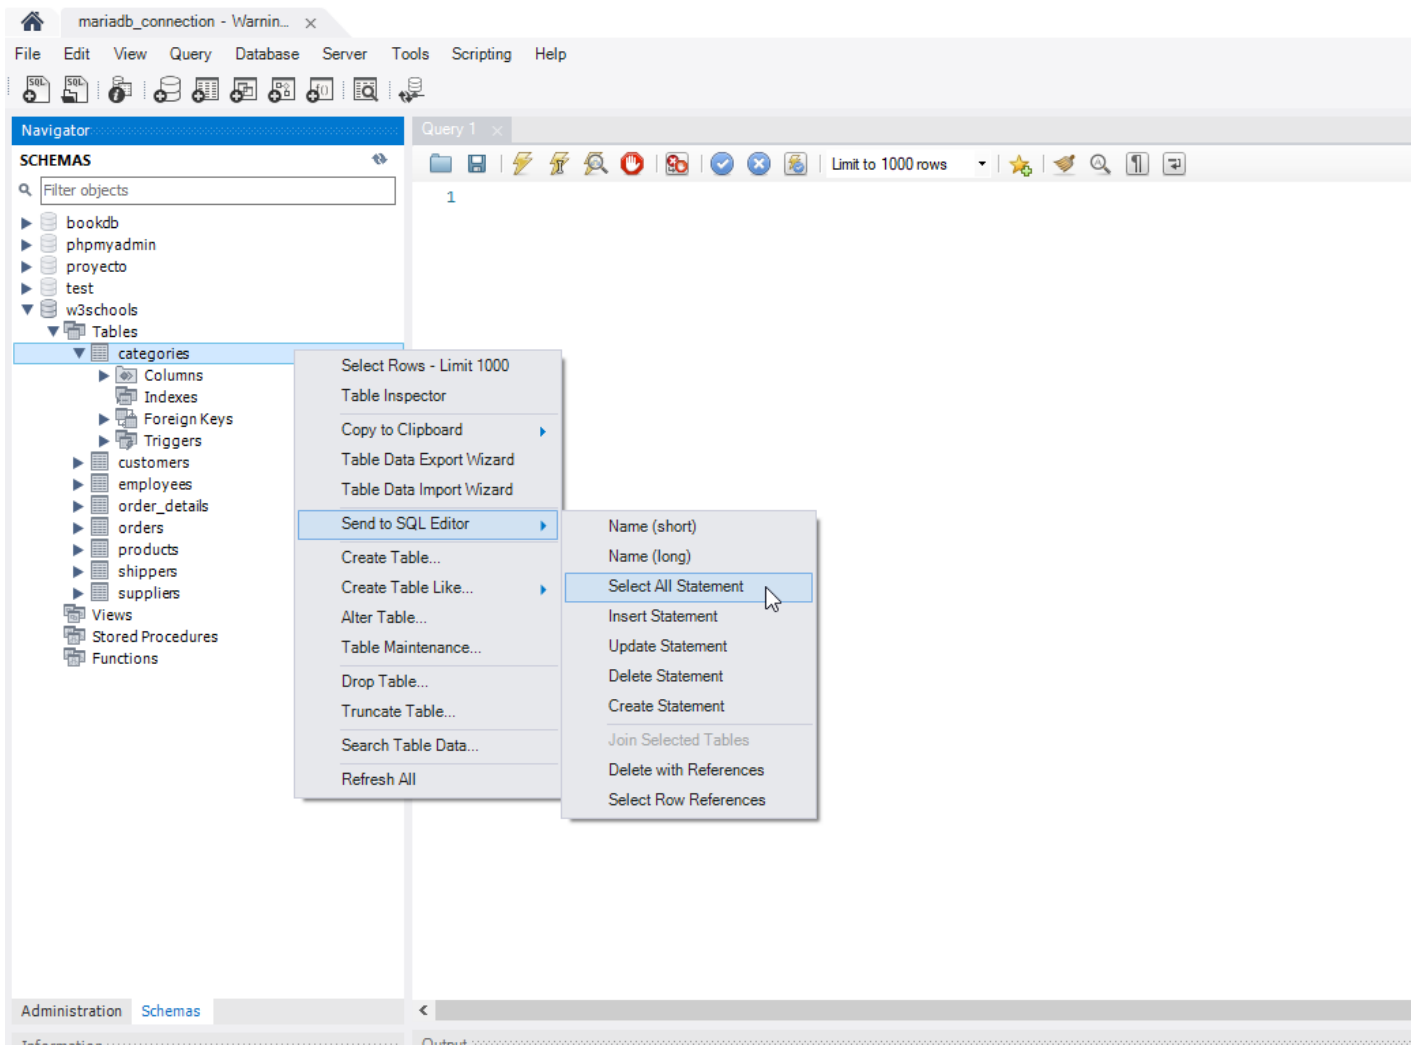 mariadb_connection - Warnin...
File Edit View Query Database Server Tools Scripting Help
SQL SQL
Navigator
SCHEMAS
Filter objects
bookdb
phpmyadmin
proyecto
test
w3schools
Tables
categories
Columns
Indexes
Foreign Keys
Triggers
customers
employees
order_details
orders
products
shippers
suppliers
Views
Stored Procedures
Functions
Administration Schemas
Information
Query 1
Limit to 1000 rows
1
Select Rows - Limit 1000
Table Inspector
Copy to Clipboard
Table Data Export Wizard
Table Data Import Wizard
Send to SQL Editor
Create Table...
Create Table Like...
Alter Table...
Table Maintenance...
Drop Table...
Truncate Table...
Search Table Data...
Refresh All
Name (short)
Name (long)
Select All Statement
Insert Statement
Update Statement
Delete Statement
Create Statement
Join Selected Tables
Delete with References
Select Row References
Output